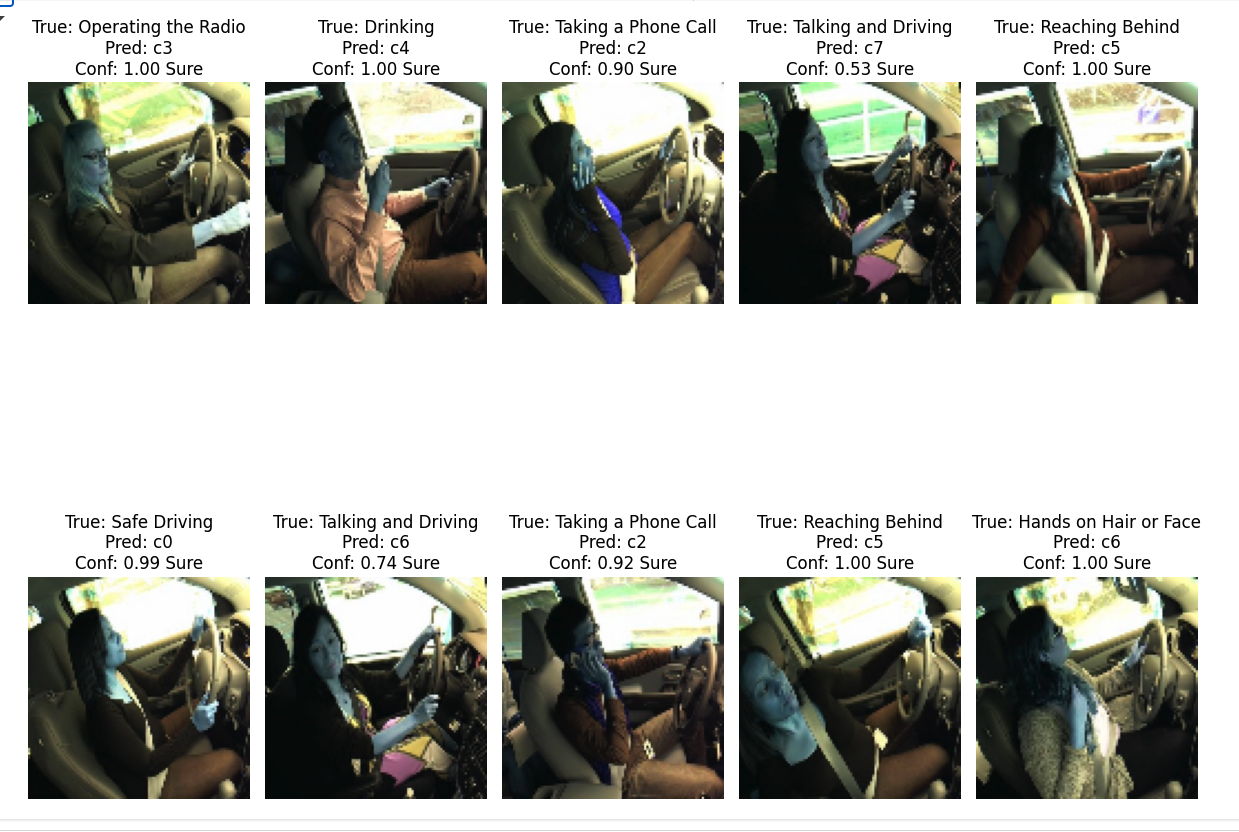 True: Operating the Radio
Pred: c3
Conf: 1.00 Sure
True: Drinking
Pred: c4
Conf: 1.00 Sure
True: Taking a Phone Call
Pred: c2
Conf: 0.90 Sure
True: Talking and Driving
Pred: c7
Conf: 0.53 Sure
True: Reaching Behind
Pred: c5
Conf: 1.00 Sure
True: Safe Driving
Pred: c0
Conf: 0.99 Sure
True: Talking and Driving
Pred: c6
Conf: 0.74 Sure
True: Taking a Phone Call
Pred: c2
Conf: 0.92 Sure
True: Reaching Behind
Pred: c5
Conf: 1.00 Sure
True: Hands on Hair or Face
Pred: c6
Conf: 1.00 Sure